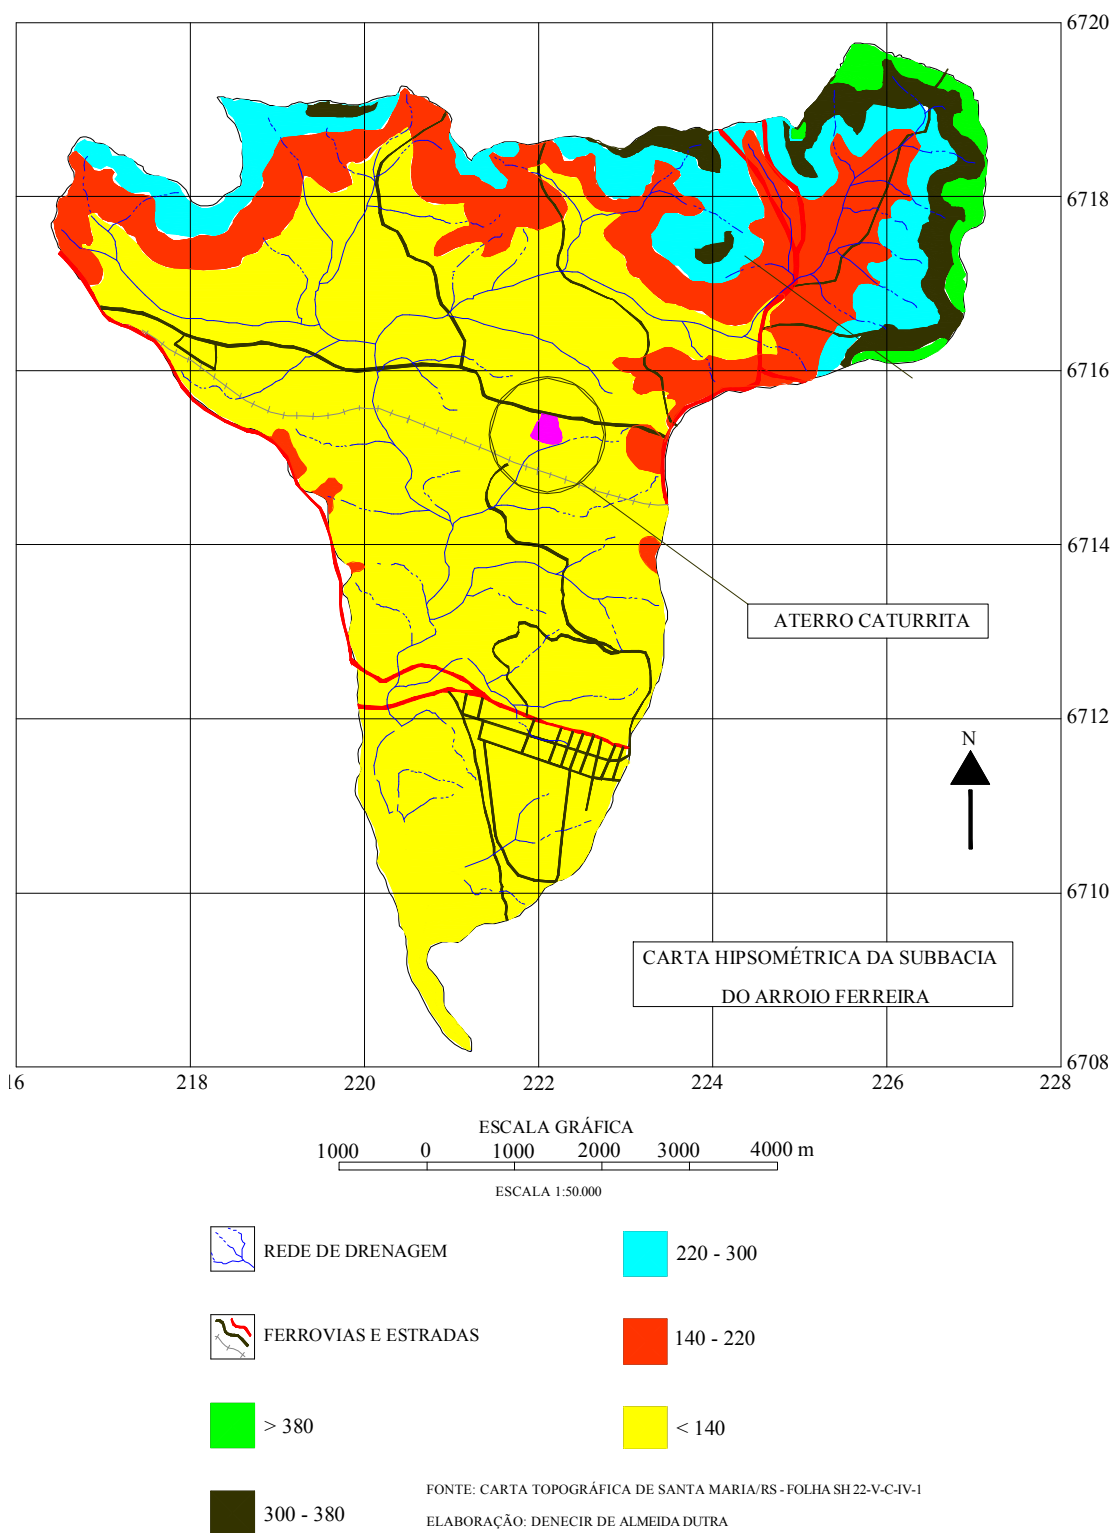 6720
6718
6716
6714
ATERRO CATURRITA
6712
N
6710
CARTA HIPSOMÉTRICA DA SUBBACIA
DO ARROIO FERREIRA
6708
16 218 220 222 224 226 228
ESCALA GRÁFICA
1000 0 1000 2000 3000 4000 m
ESCALA 1:50.000
REDE DE DRENAGEM
220 - 300
FERROVIAS E ESTRADAS
140 - 220
> 380
< 140
300 - 380
FONTE: CARTA TOPOGRÁFICA DE SANTA MARIA/RS - FOLHA SH 22-V-C-IV-1
ELABORAÇÃO: DENECIR DE ALMEIDA DUTRA